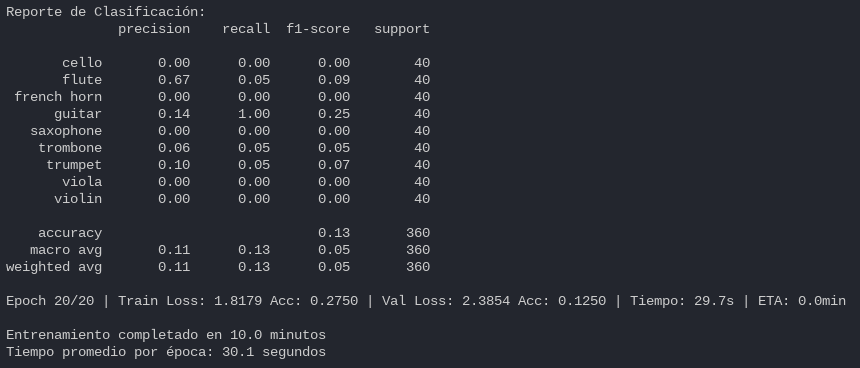 Reporte de Clasificación:
precision recall f1-score support
cello 0.00 0.00 0.00 40
flute 0.67 0.05 0.09 40
french horn 0.00 0.00 0.00 40
guitar 0.14 1.00 0.25 40
saxophone 0.00 0.00 0.00 40
trombone 0.06 0.05 0.05 40
trumpet 0.10 0.05 0.07 40
viola 0.00 0.00 0.00 40
violin 0.00 0.00 0.00 40
accuracy 0.13 360
macro avg 0.11 0.13 0.05 360
weighted avg 0.11 0.13 0.05 360
Epoch 20/20 | Train Loss: 1.8179 Acc: 0.2750 | Val Loss: 2.3854 Acc: 0.1250 | Tiempo: 29.7s | ETA: 0.0min
Entrenamiento completado en 10.0 minutos
Tiempo promedio por época: 30.1 segundos